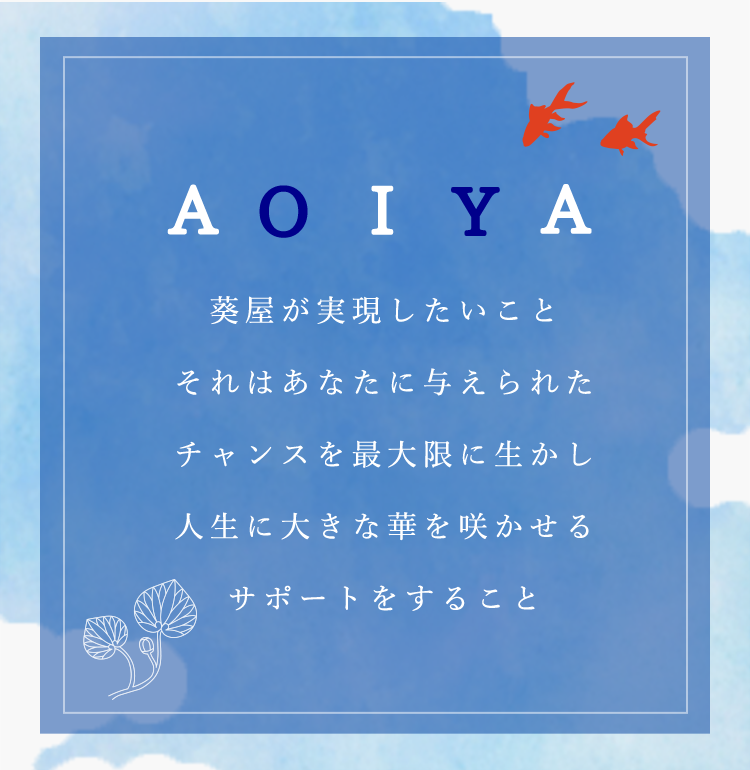 AOIYA
葵屋が実現したいこと
それはあなたに与えられた
チャンスを最大限に生かし
人生に大きな華を咲かせる
サポートをすること